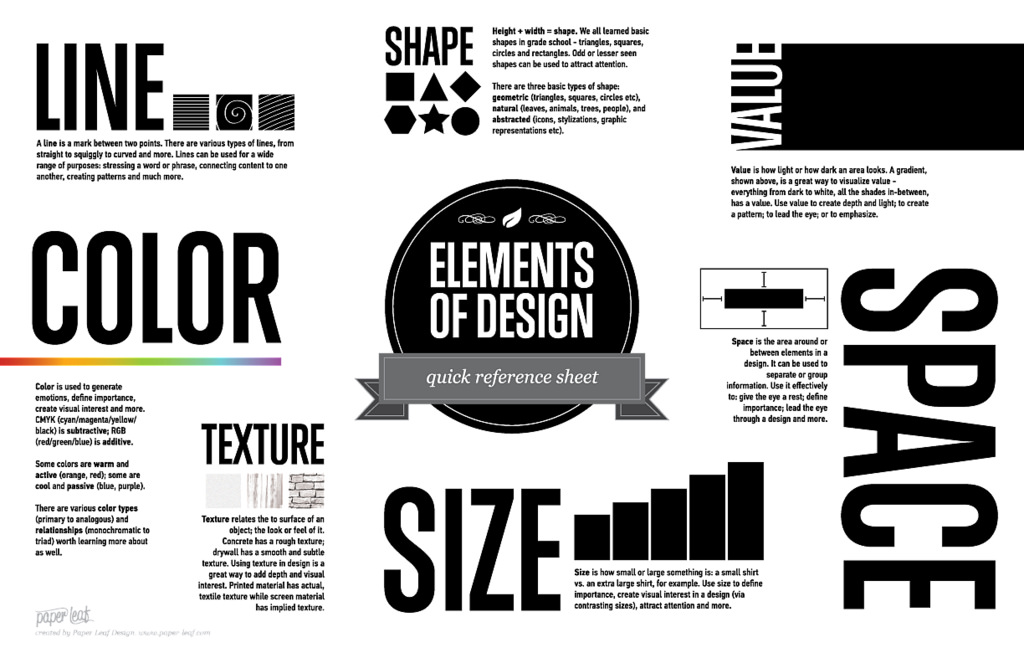 LINE
A line is a mark between two points. There are various types of lines, from
straight to squiggly to curved and more. Lines can be used for a wide
range of purposes: stressing a word or phrase, connecting content to one
another, creating patterns and much more.
SHAPE
Height + width = shape. We all learned basic
shapes in grade school - triangles, squares,
circles and rectangles. Odd or lesser seen
shapes can be used to attract attention.
There are three basic types of shape:
geometric (triangles, squares, circles etc),
natural (leaves, animals, trees, people), and
abstracted (icons, stylizations, graphic
representations etc).
VALUE
Value is how light or how dark an area looks. A gradient,
shown above, is a great way to visualize value -
everything from dark to white, all the shades in-between,
has a value. Use value to create depth and light; to create
a pattern; to lead the eye; or to emphasize.
COLOR
Color is used to generate
emotions, define importance,
create visual interest and more.
CMYK (cyan/magenta/yellow/
black) is subtractive; RGB
(red/green/blue) is additive.
Some colors are warm and
active (orange, red); some are
cool and passive (blue, purple).
There are various color types
(primary to analogous) and
relationships (monochromatic to
triad) worth learning more about
as well.
ELEMENTS
OF DESIGN
quick reference sheet
SPACE
Space is the area around or
between elements in a
design. It can be used to
separate or group
information. Use it effectively
to: give the eye a rest; define
importance; lead the eye
through a design and more.
TEXTURE
Texture relates the to surface of an
object; the look or feel of it.
Concrete has a rough texture;
drywall has a smooth and subtle
texture. Using texture in design is a
great way to add depth and visual
interest. Printed material has actual,
textile texture while screen material
has implied texture.
SIZE
Size is how small or large something is: a small shirt
vs. an extra large shirt, for example. Use size to define
importance, create visual interest in a design (via
contrasting sizes), attract attention and more.
paper leaf
created by Paper Leaf Design. www.paper-leaf.com